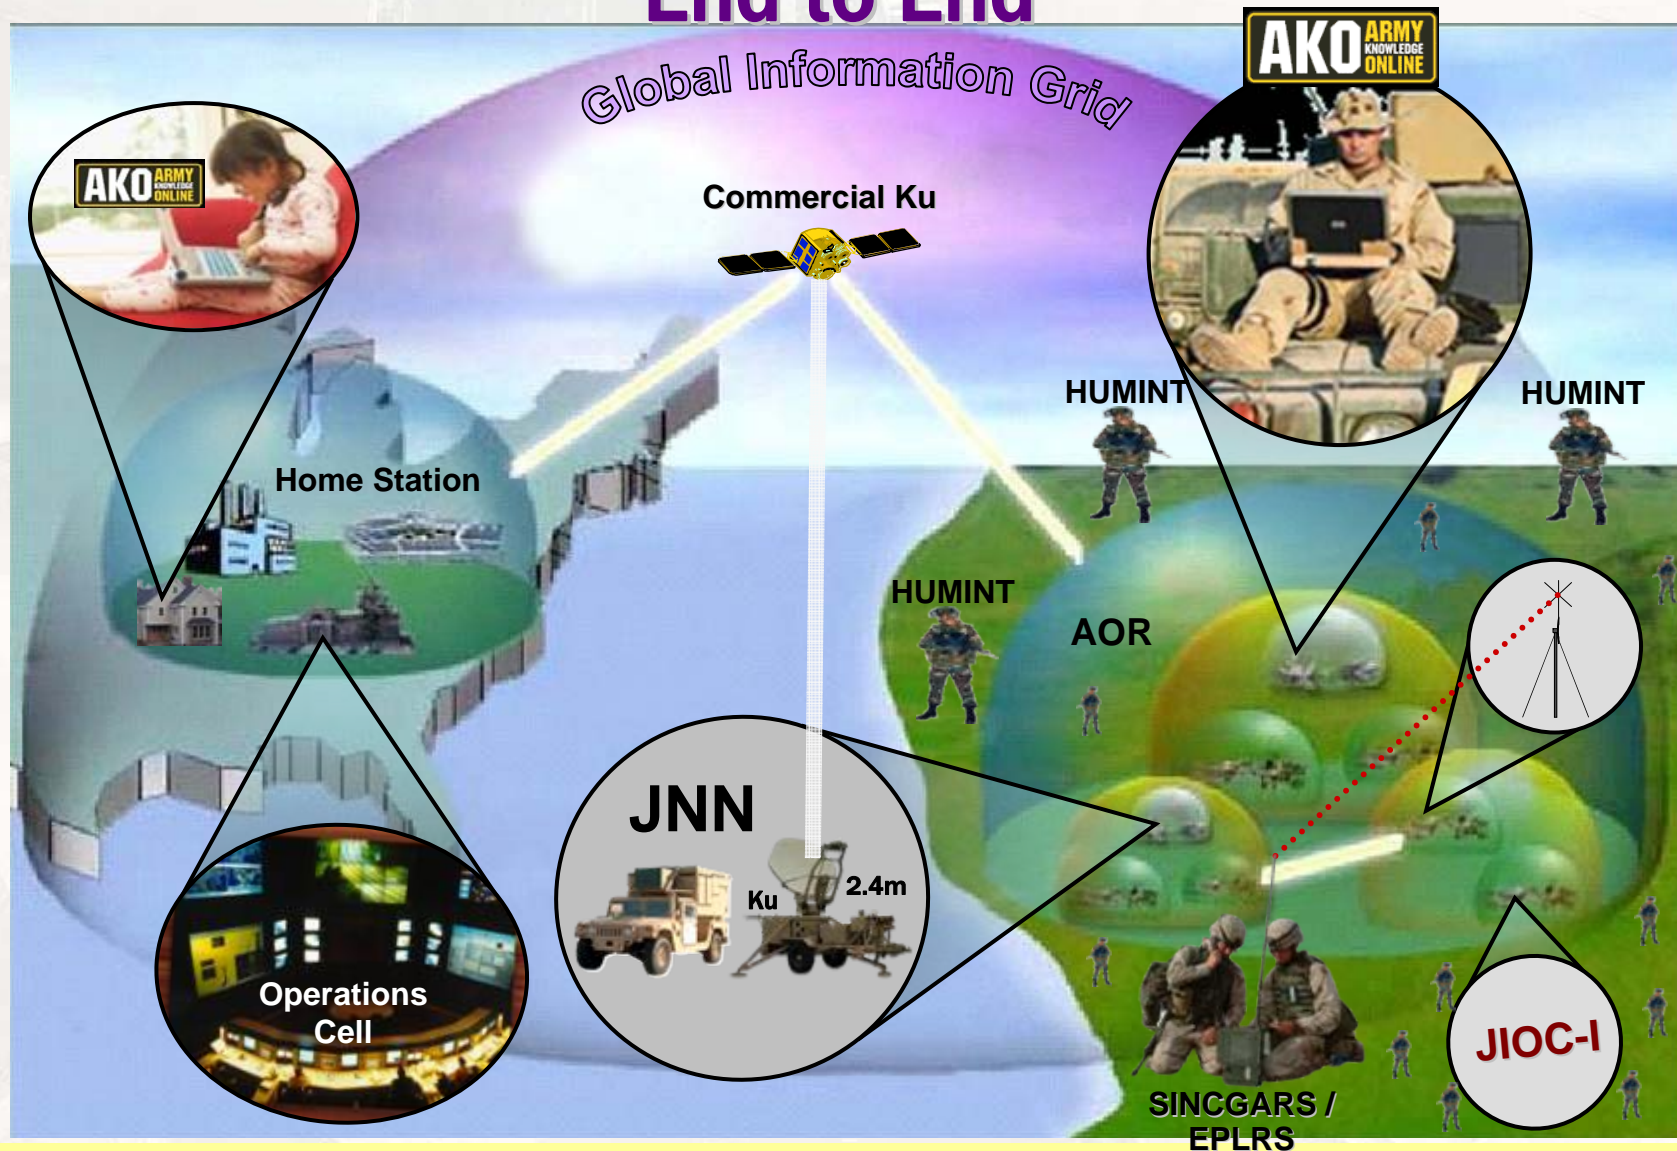 End to End
AKO ARMY
KNOWLEDGE
ONLINE
Global Information Grid
AKO ARMY
KNOWLEDGE
ONLINE
Commercial Ku
HUMINT
HUMINT
Home Station
HUMINT
AOR
JNN
Ku
2.4m
Operations
Cell
JIOC-I
SINCGARS /
EPLRS